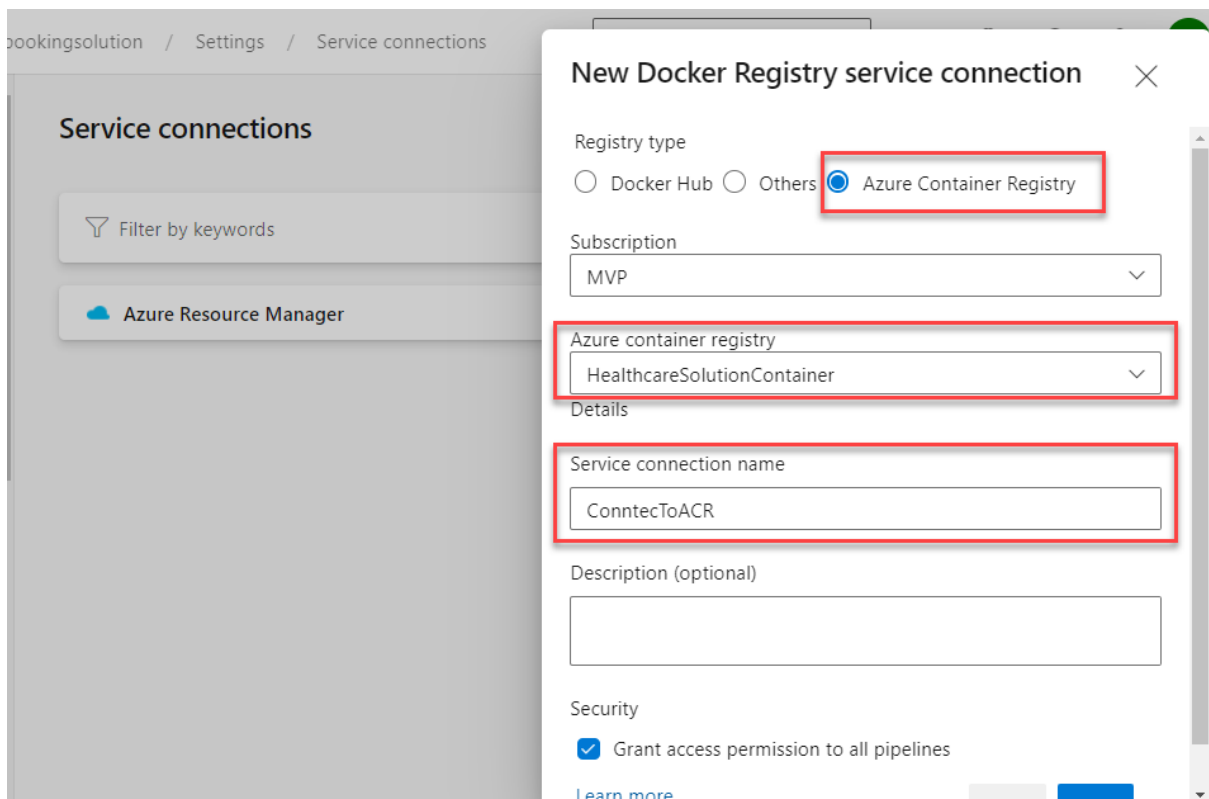 bookingsolution / Settings / Service connections
Service connections
Filter by keywords
Azure Resource Manager
New Docker Registry service connection
Registry type
Docker Hub Others Azure Container Registry
Subscription
MVP
Azure container registry
HealthcareSolutionContainer
Details
Service connection name
ConntecToACR
Description (optional)
Security
Grant access permission to all pipelines
Learn more